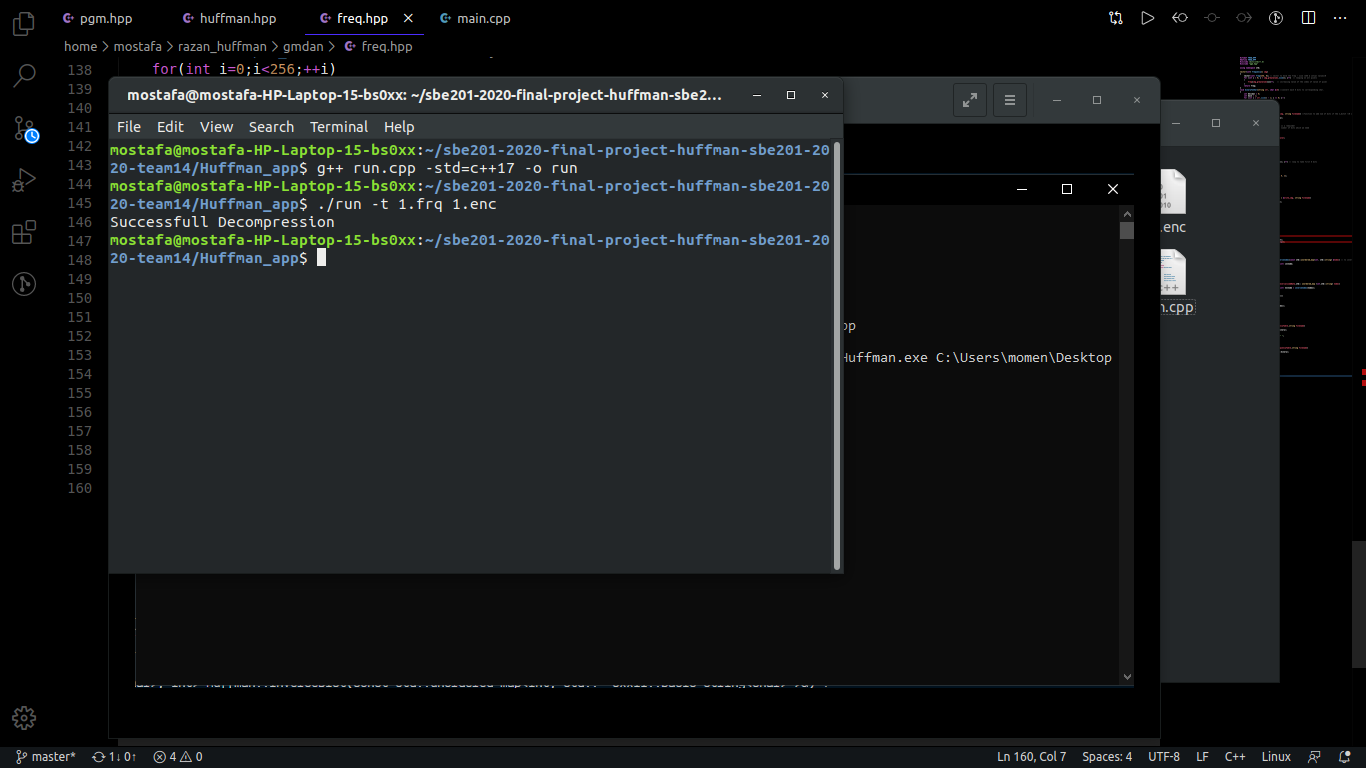 pgm.hpp huffman.hpp freq.hpp main.cpp
home > mostafa > razan_huffman > gmdan > freq.hpp
138 for(int i=0;i<256;++i)
139
140
141
142
143
144
145
146
147
148
149
150
151
152
153
154
155
156
157
158
159
160
mostafa@mostafa-HP-Laptop-15-bs0xx: ~/sbe201-2020-final-project-huffman-sbe2...
File Edit View Search Terminal Help
mostafa@mostafa-HP-Laptop-15-bs0xx:~/sbe201-2020-final-project-huffman-sbe201-20
20-team14/Huffman_app$ g++ run.cpp -std=c++17 -o run
mostafa@mostafa-HP-Laptop-15-bs0xx:~/sbe201-2020-final-project-huffman-sbe201-20
20-team14/Huffman_app$ ./run -t 1.frq 1.enc
Successfull Decompression
mostafa@mostafa-HP-Laptop-15-bs0xx:~/sbe201-2020-final-project-huffman-sbe201-20
20-team14/Huffman_app$
pp
Huffman.exe C:\Users\momen\Desktop
.enc
.cpp
master* 1↓ 0↑ 4 0
Ln 160, Col 7 Spaces: 4 UTF-8 LF C++ Linux